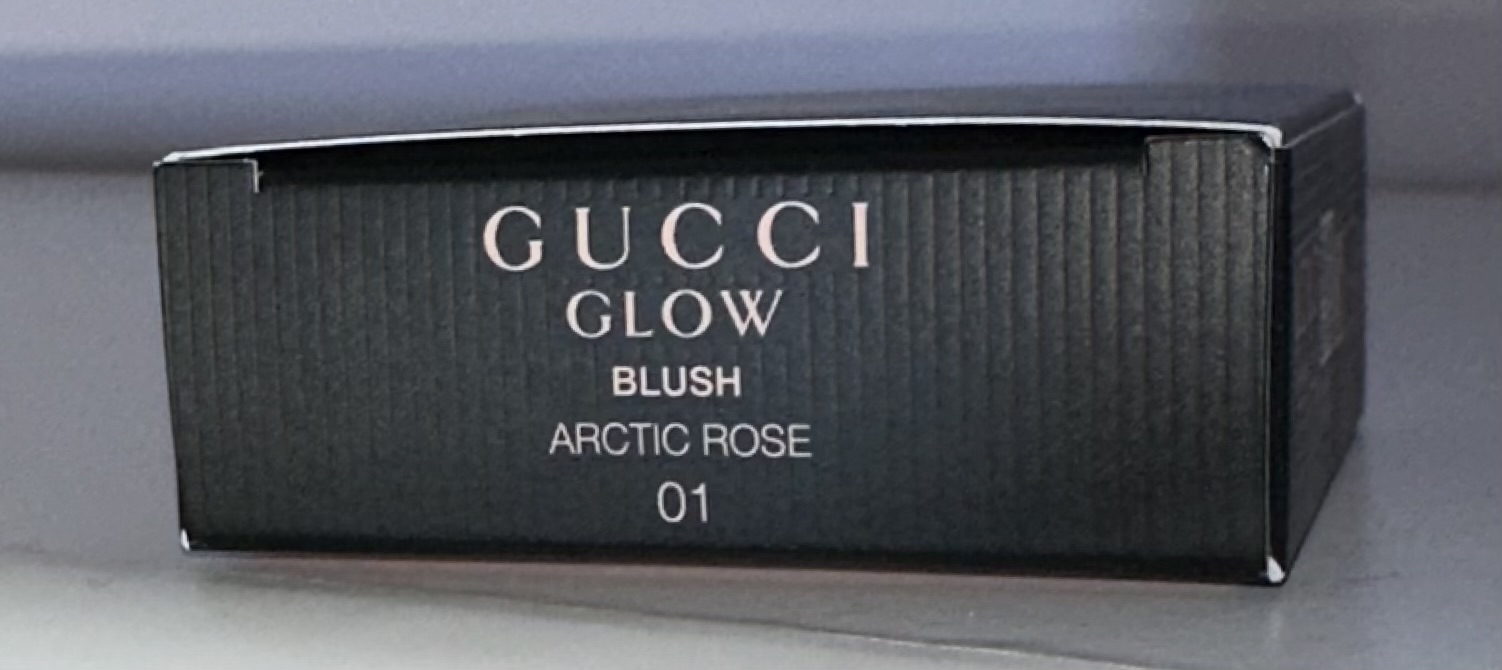 GUCCI
GLOW
BLUSH
ARCTIC ROSE
01